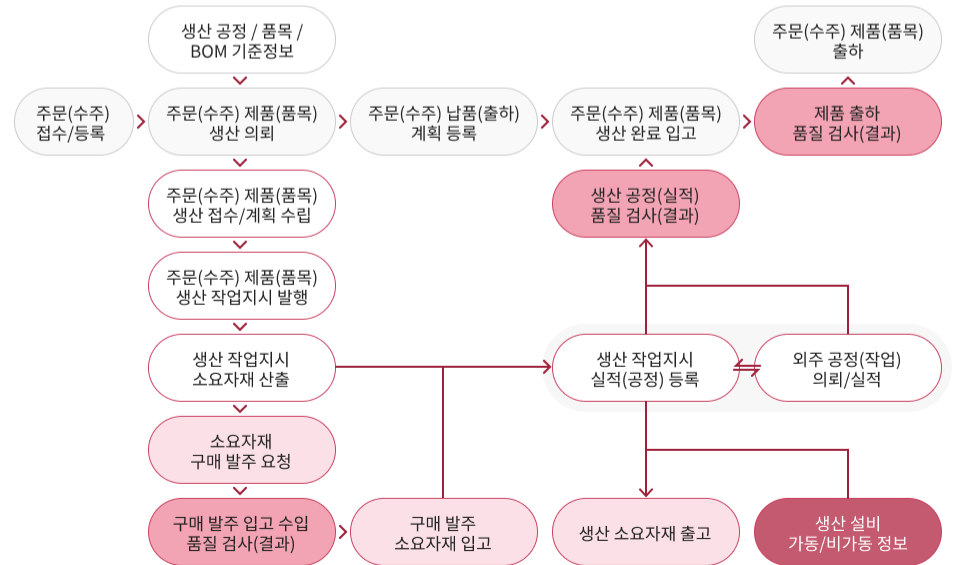 생산 공정 / 품목 /
BOM 기준정보
주문(수주) 제품(품목)
출하
주문(수주)
접수/등록
주문(수주) 제품(품목)
생산 의뢰
주문(수주) 납품(출하)
계획 등록
주문(수주) 제품(품목)
생산 완료 입고
제품 출하
품질 검사(결과)
주문(수주) 제품(품목)
생산 접수/계획 수립
생산 공정(실적)
품질 검사(결과)
주문(수주) 제품(품목)
생산 작업지시 발행
생산 작업지시
소요자재 산출
생산 작업지시
실적(공정) 등록
외주 공정(작업)
의뢰/실적
소요자재
구매 발주 요청
구매 발주 입고 수입
품질 검사(결과)
구매 발주
소요자재 입고
생산 소요자재 출고
생산 설비
가동/비가동 정보